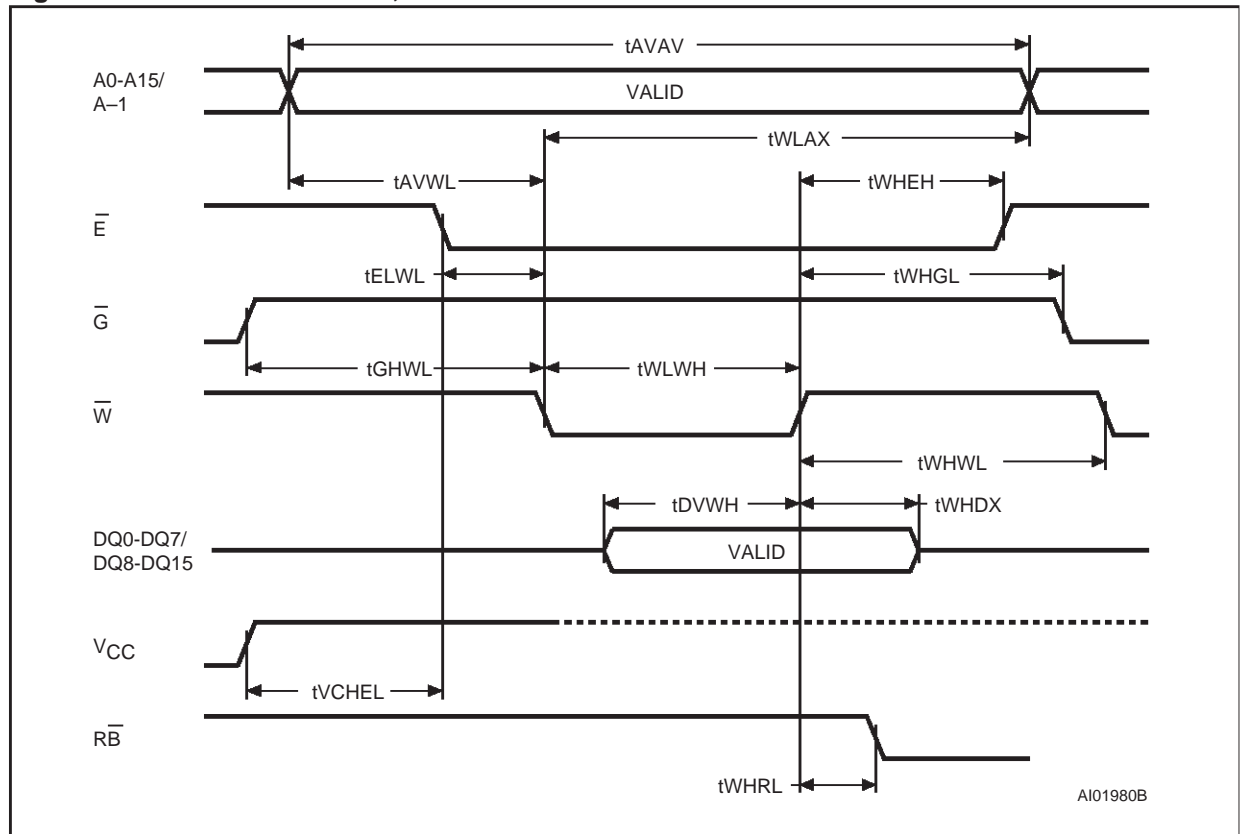 tAVAV
A0-A15/
A–1
VALID
tWLAX
tAVWL
tWHEH
E̅
tELWL
tWHGL
G̅
tGHWL
tWLWH
W̅
tWHWL
tDVWH
tWHDX
DQ0-DQ7/
DQ8-DQ15
VALID
VCC
tVCHEL
RB̅
tWHRL
AI01980B